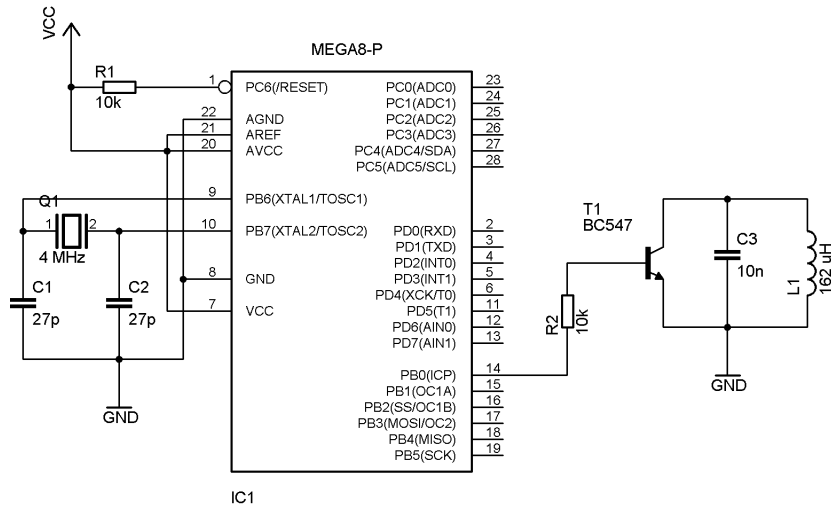 VCC
MEGA8-P
R1
10k
1 PC6(/RESET)
22 AGND
21 AREF
20 AVCC
9 PB6(XTAL1/TOSC1)
10 PB7(XTAL2/TOSC2)
8 GND
7 VCC
Q1
1 2
4 MHz
C1
27p
C2
27p
GND
PC0(ADC0) 23
PC1(ADC1) 24
PC2(ADC2) 25
PC3(ADC3) 26
PC4(ADC4/SDA) 27
PC5(ADC5/SCL) 28
PD0(RXD) 2
PD1(TXD) 3
PD2(INT0) 4
PD3(INT1) 5
PD4(XCK/T0) 6
PD5(T1) 11
PD6(AIN0) 12
PD7(AIN1) 13
PB0(ICP) 14
PB1(OC1A) 15
PB2(SS/OC1B) 16
PB3(MOSI/OC2) 17
PB4(MISO) 18
PB5(SCK) 19
IC1
R2
10k
T1
BC547
C3
10n
L1
162 uH
GND